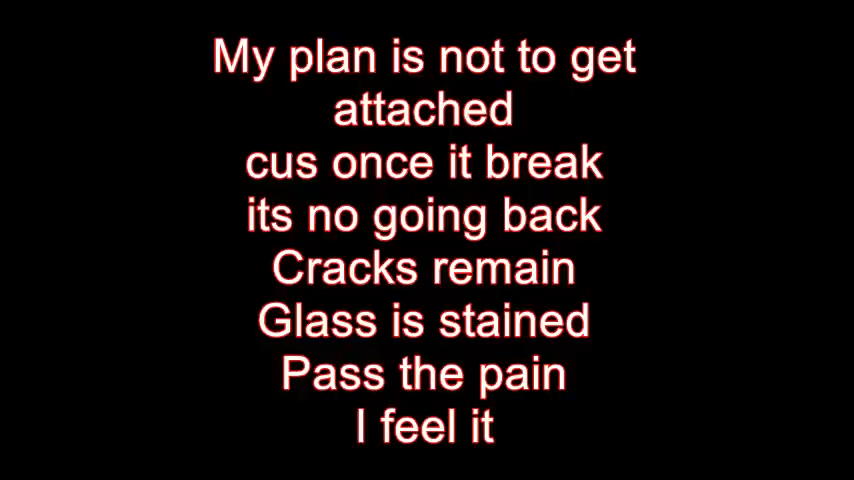 My plan is not to get
attached
cus once it break
its no going back
Cracks remain
Glass is stained
Pass the pain
I feel it